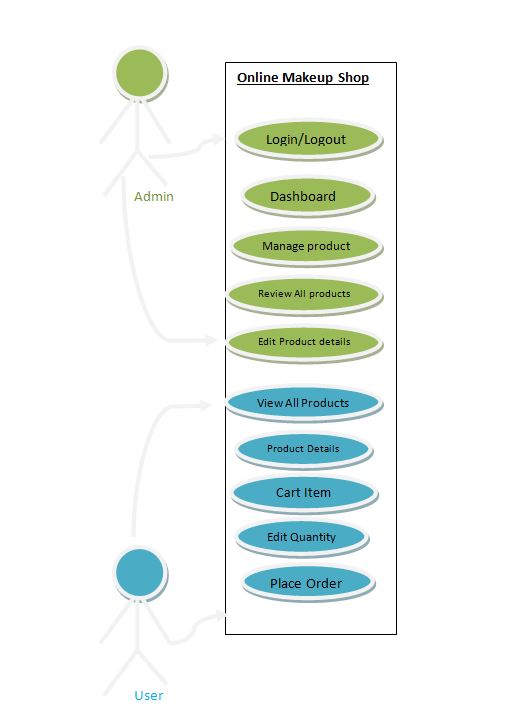 Online Makeup Shop
Login/Logout
Dashboard
Admin
Manage product
Review All products
Edit Product details
View All Products
Product Details
Cart Item
Edit Quantity
Place Order
User